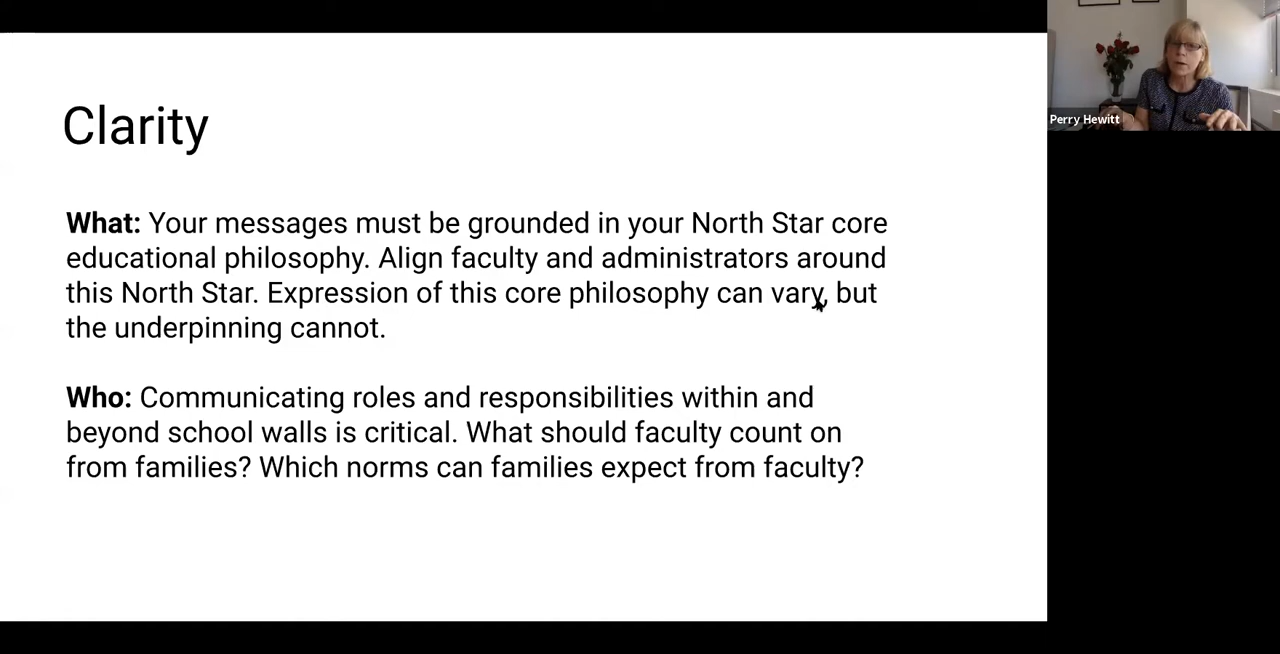 Clarity
What: Your messages must be grounded in your North Star core
educational philosophy. Align faculty and administrators around
this North Star. Expression of this core philosophy can vary, but
the underpinning cannot.
Who: Communicating roles and responsibilities within and
beyond school walls is critical. What should faculty count on
from families? Which norms can families expect from faculty?
Perry Hewitt